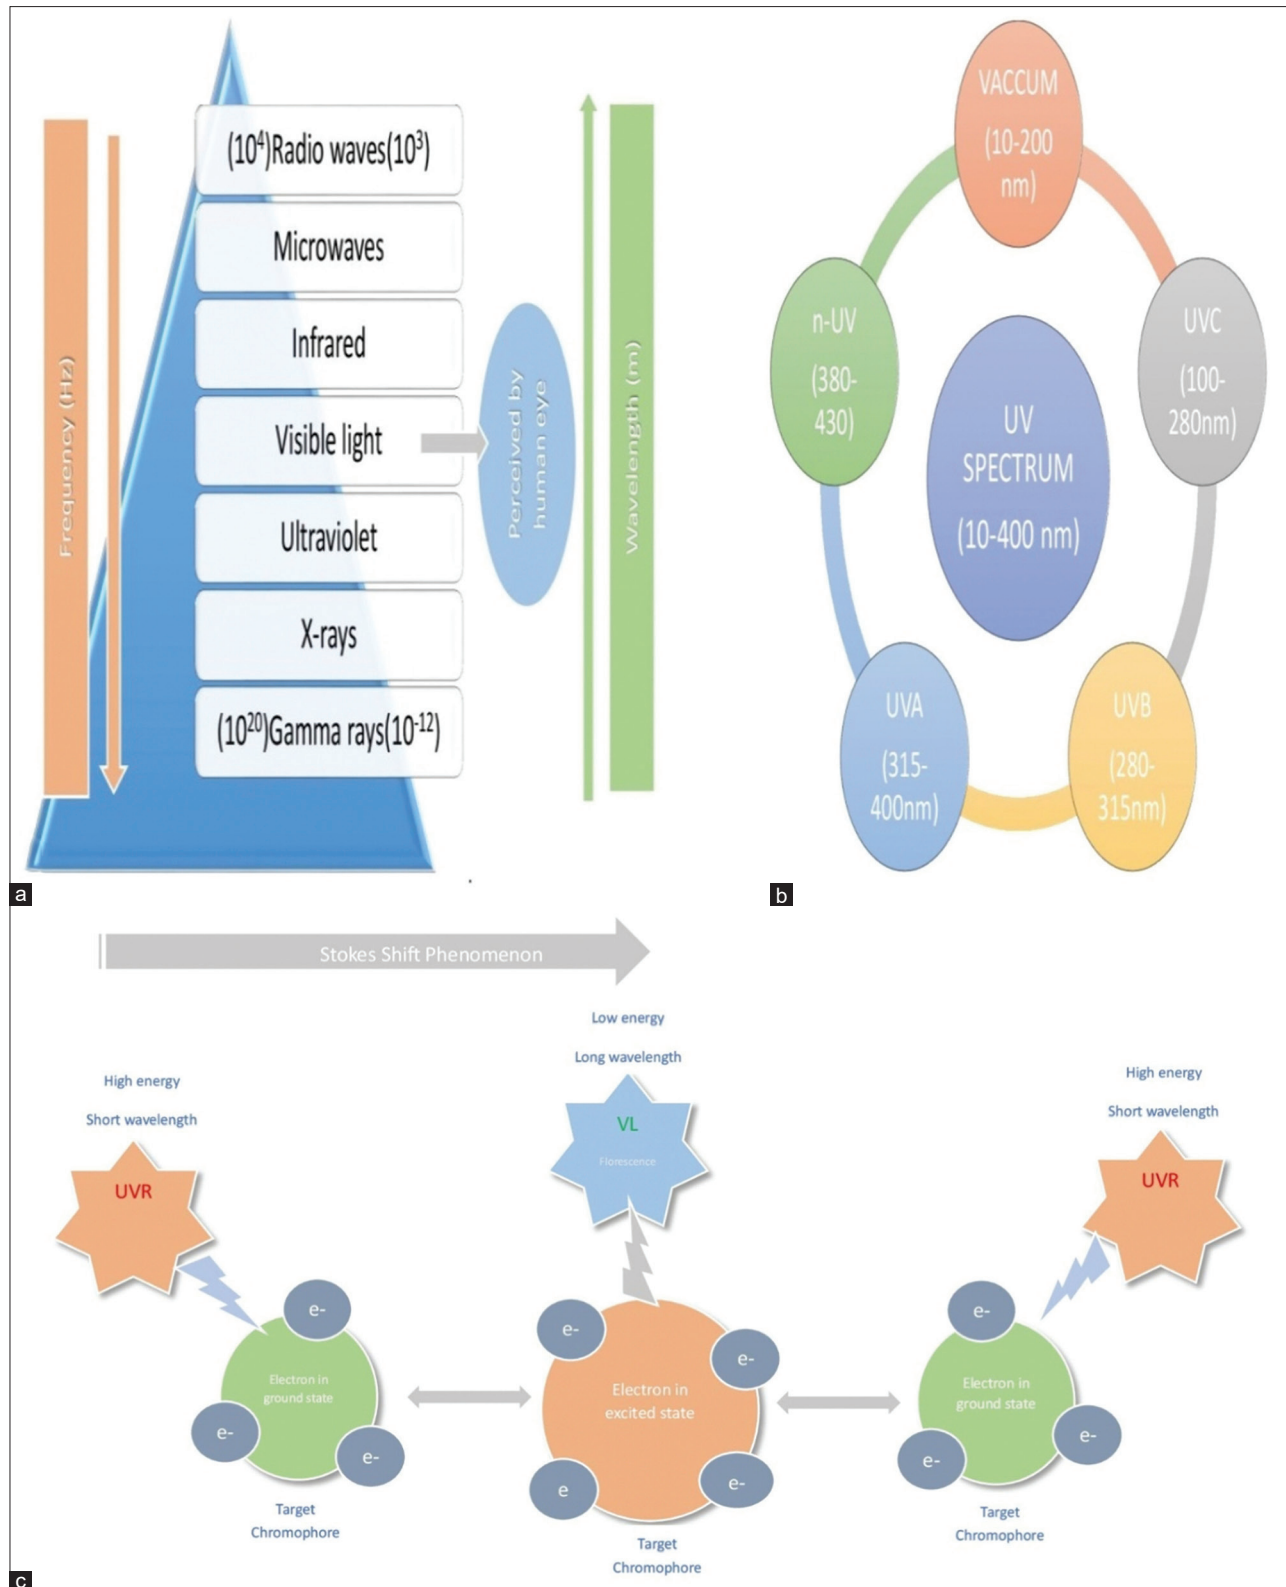 Frequency (Hz)
(10⁴)Radio waves(10³)
Microwaves
Infrared
Visible light
Ultraviolet
X-rays
(10²⁰)Gamma rays(10⁻¹²)
Perceived by
human eye
Wavelength (m)
a
VACCUM
(10-200
nm)
UVC
(100-
280nm)
UVB
(280-
315nm)
UVA
(315-
400nm)
n-UV
(380-
430)
UV
SPECTRUM
(10-400 nm)
b
Stokes Shift Phenomenon
High energy
Short wavelength
UVR
e-
Electron in
ground state
e-
e-
Target
Chromophore
Low energy
Long wavelength
VL
Florescence
e-
e-
Electron in
excited state
e
e-
Target
Chromophore
High energy
Short wavelength
UVR
e-
Electron in
ground state
e-
e-
Target
Chromophore
c